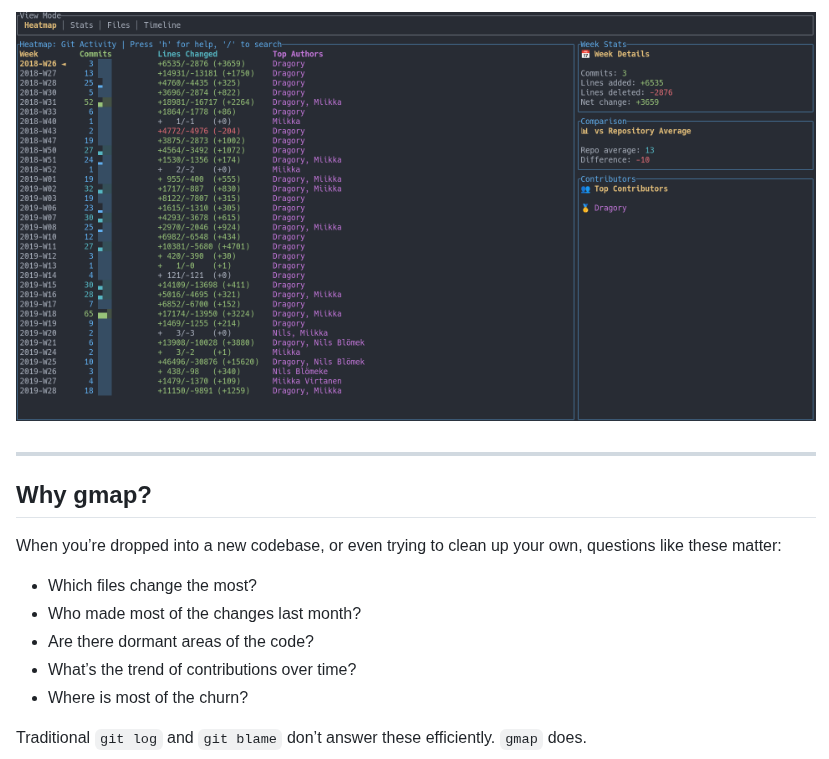 View Mode
Heatmap | Stats | Files | Timeline
Heatmap: Git Activity | Press 'h' for help, '/' to search
Week Commits Lines Changed Top Authors
2018-W26 ◄ 3 +6535/-2876 (+3659) Dragory
2018-W27 13 +14931/-13181 (+1750) Dragory
2018-W28 25 +4760/-4435 (+325) Dragory
2018-W30 5 +3696/-2874 (+822) Dragory
2018-W31 52 +18981/-16717 (+2264) Dragory, Miikka
2018-W33 6 +1864/-1778 (+86) Dragory
2018-W40 1 + 1/-1 (+0) Miikka
2018-W43 2 +4772/-4976 (-204) Dragory
2018-W47 19 +3875/-2873 (+1002) Dragory
2018-W50 27 +4564/-3492 (+1072) Dragory
2018-W51 24 +1530/-1356 (+174) Dragory, Miikka
2018-W52 1 + 2/-2 (+0) Miikka
2019-W01 19 + 955/-400 (+555) Dragory, Miikka
2019-W02 32 +1717/-887 (+830) Dragory, Miikka
2019-W03 19 +8122/-7807 (+315) Dragory
2019-W06 23 +1615/-1310 (+305) Dragory
2019-W07 30 +4293/-3678 (+615) Dragory
2019-W08 25 +2970/-2046 (+924) Dragory, Miikka
2019-W10 12 +6982/-6548 (+434) Dragory
2019-W11 27 +10381/-5680 (+4701) Dragory
2019-W12 3 + 420/-390 (+30) Dragory
2019-W13 1 + 1/-0 (+1) Dragory
2019-W14 4 + 121/-121 (+0) Dragory
2019-W15 30 +14109/-13698 (+411) Dragory
2019-W16 28 +5016/-4695 (+321) Dragory, Miikka
2019-W17 7 +6852/-6700 (+152) Dragory
2019-W18 65 +17174/-13950 (+3224) Dragory, Miikka
2019-W19 9 +1469/-1255 (+214) Dragory
2019-W20 2 + 3/-3 (+0) Nils, Miikka
2019-W21 6 +13908/-10028 (+3880) Dragory, Nils Blömek
2019-W24 2 + 3/-2 (+1) Miikka
2019-W25 10 +46496/-30876 (+15620) Dragory, Nils Blömek
2019-W26 3 + 438/-98 (+340) Nils Blömeke
2019-W27 4 +1479/-1370 (+109) Miikka Virtanen
2019-W28 18 +11150/-9891 (+1259) Dragory, Miikka
Week Stats
📅 Week Details
Commits: 3
Lines added: +6535
Lines deleted: -2876
Net change: +3659
Comparison
📊 vs Repository Average
Repo average: 13
Difference: -10
Contributors
👥 Top Contributors
🥇 Dragory
Why gmap?
When you’re dropped into a new codebase, or even trying to clean up your own, questions like these matter:
• Which files change the most?
• Who made most of the changes last month?
• Are there dormant areas of the code?
• What’s the trend of contributions over time?
• Where is most of the churn?
Traditional git log and git blame don’t answer these efficiently. gmap does.